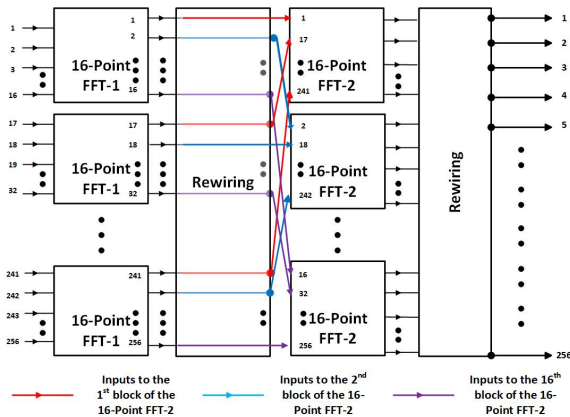 1
2
3
16
16-Point
FFT-1
1
2
16
17
18
19
32
16-Point
FFT-1
17
18
32
241
242
243
256
16-Point
FFT-1
241
256
Rewiring
1
17
241
16-Point
FFT-2
2
18
242
16-Point
FFT-2
16
32
256
16-Point
FFT-2
Rewiring
1
2
3
4
5
256
Inputs to the
1st block of the
16-Point FFT-2
Inputs to the 2nd
block of the 16-
Point FFT-2
Inputs to the 16th
block of the 16-
Point FFT-2